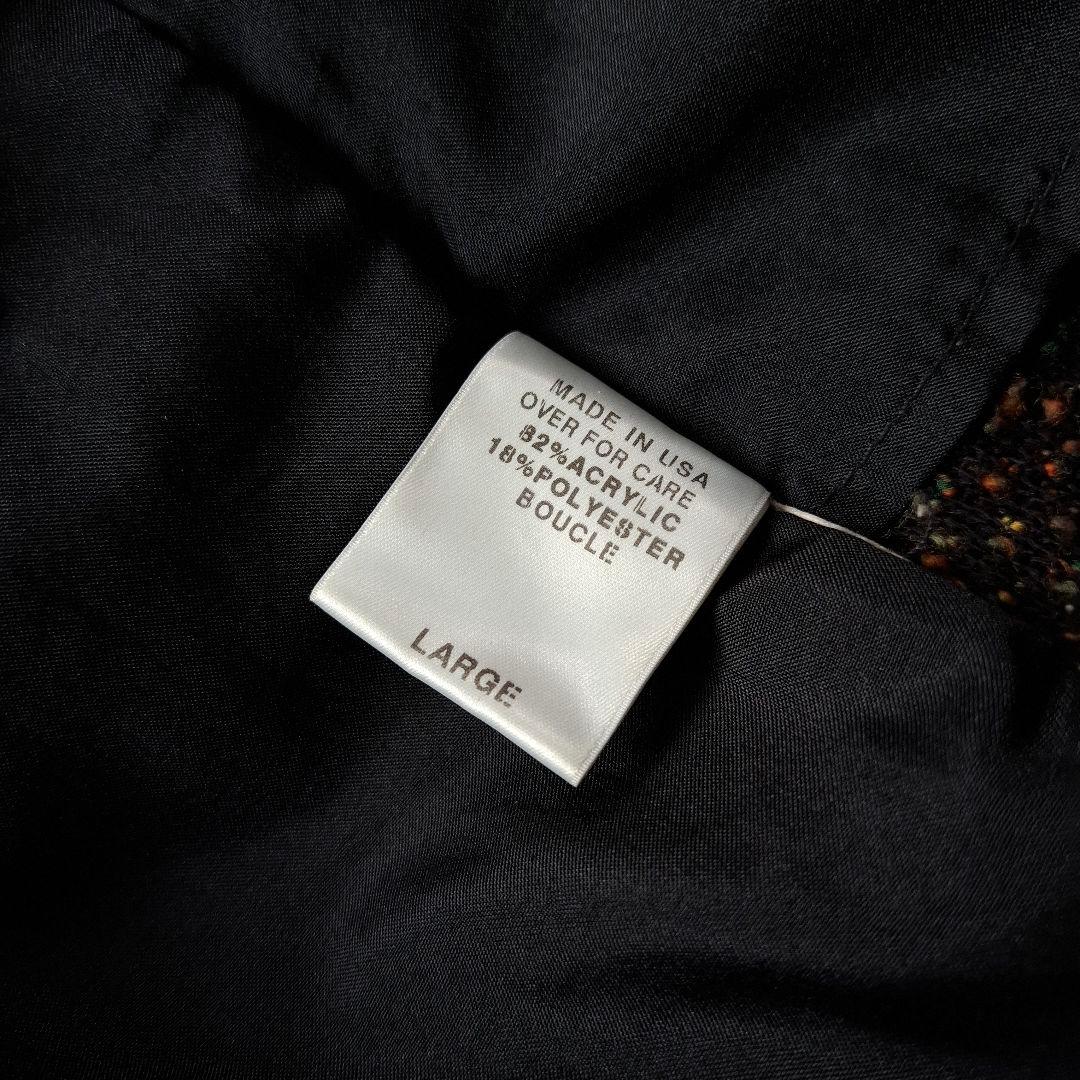 MADE IN USA
OVER FOR CARE
82%ACRYLIC
18%POLYESTER
BOUCLE
LARGE